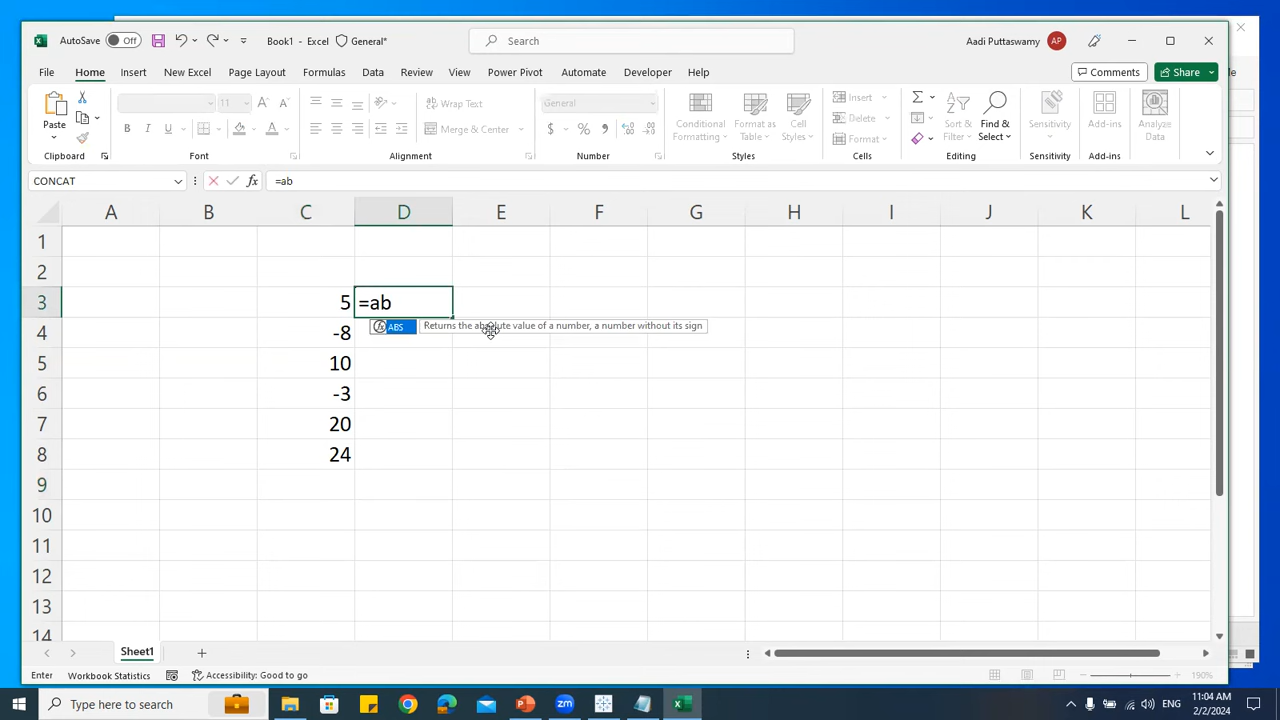 AutoSave Off Book1 - Excel General* Search Aadi Puttaswamy AP
File Home Insert New Excel Page Layout Formulas Data Review View Power Pivot Automate Developer Help Comments Share
Paste
11
B I U
Wrap Text
Merge & Center
General
Conditional Formatting
Format as Table
Cell Styles
Insert
Delete
Format
Sort & Filter
Find & Select
Sensitivity
Add-ins
Analyze Data
Clipboard Font Alignment Number Styles Cells Editing Sensitivity Add-ins
CONCAT fx =ab
A B C D E F G H I J K L
1
2
3 5 =ab
ABS Returns the absolute value of a number, a number without its sign
4 -8
5 10
6 -3
7 20
8 24
9
10
11
12
13
14
Sheet1
Enter Workbook Statistics Accessibility: Good to go 190%
Type here to search ENG 11:04 AM
2/2/2024